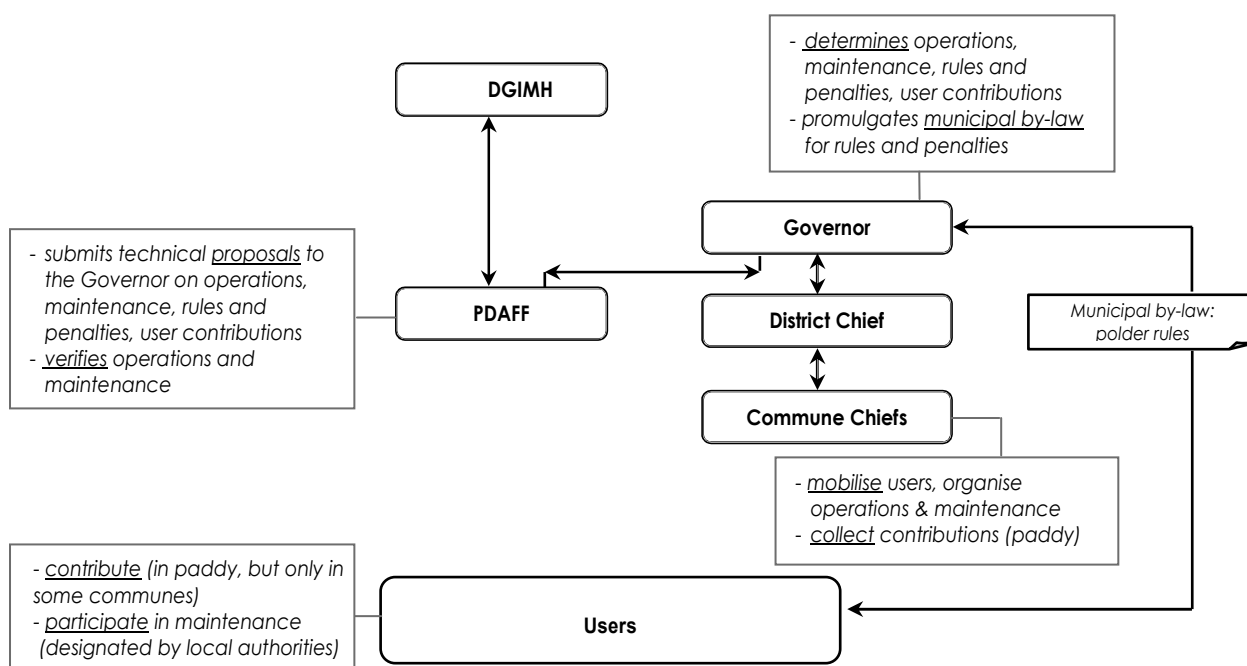 - determines operations,
maintenance, rules and
penalties, user contributions
- promulgates municipal by-law
for rules and penalties
DGIMH
Governor
- submits technical proposals to
the Governor on operations,
maintenance, rules and
penalties, user contributions
- verifies operations and
maintenance
PDAFF
District Chief
Municipal by-law:
polder rules
Commune Chiefs
- mobilise users, organise
operations & maintenance
- collect contributions (paddy)
- contribute (in paddy, but only in
some communes)
- participate in maintenance
(designated by local authorities)
Users